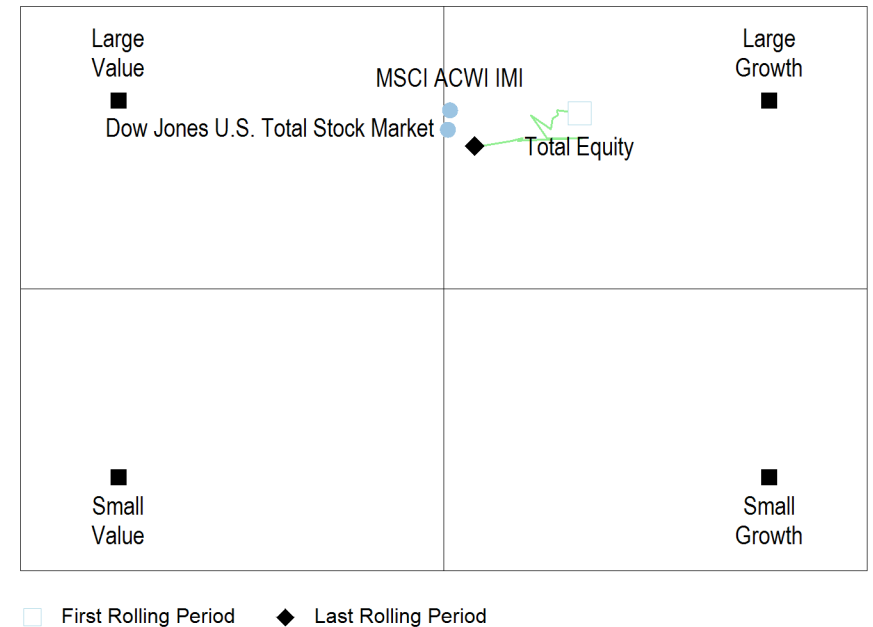 Large
Value
Large
Growth
MSCI ACWI IMI
Dow Jones U.S. Total Stock Market
Total Equity
Small
Value
Small
Growth
First Rolling Period
Last Rolling Period